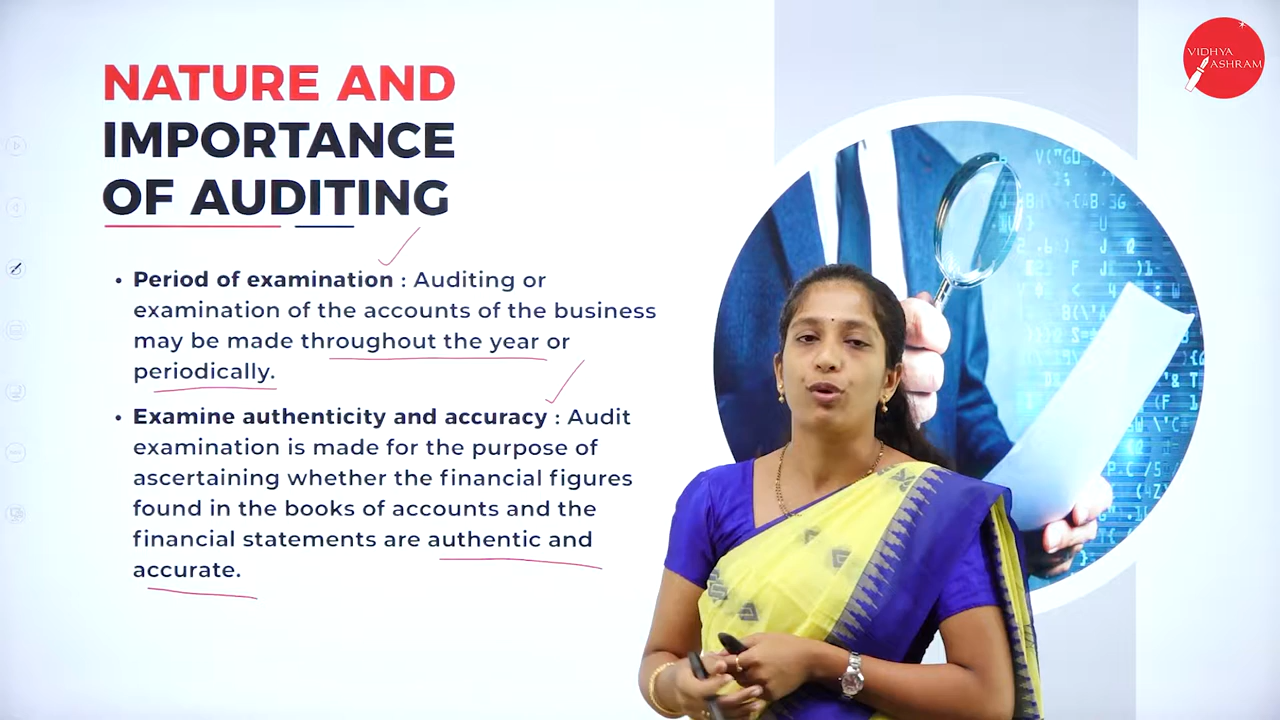 NATURE AND
IMPORTANCE
OF AUDITING
VIDHYA
ASHRAM
• Period of examination : Auditing or
examination of the accounts of the business
may be made throughout the year or
periodically.
• Examine authenticity and accuracy : Audit
examination is made for the purpose of
ascertaining whether the financial figures
found in the books of accounts and the
financial statements are authentic and
accurate.